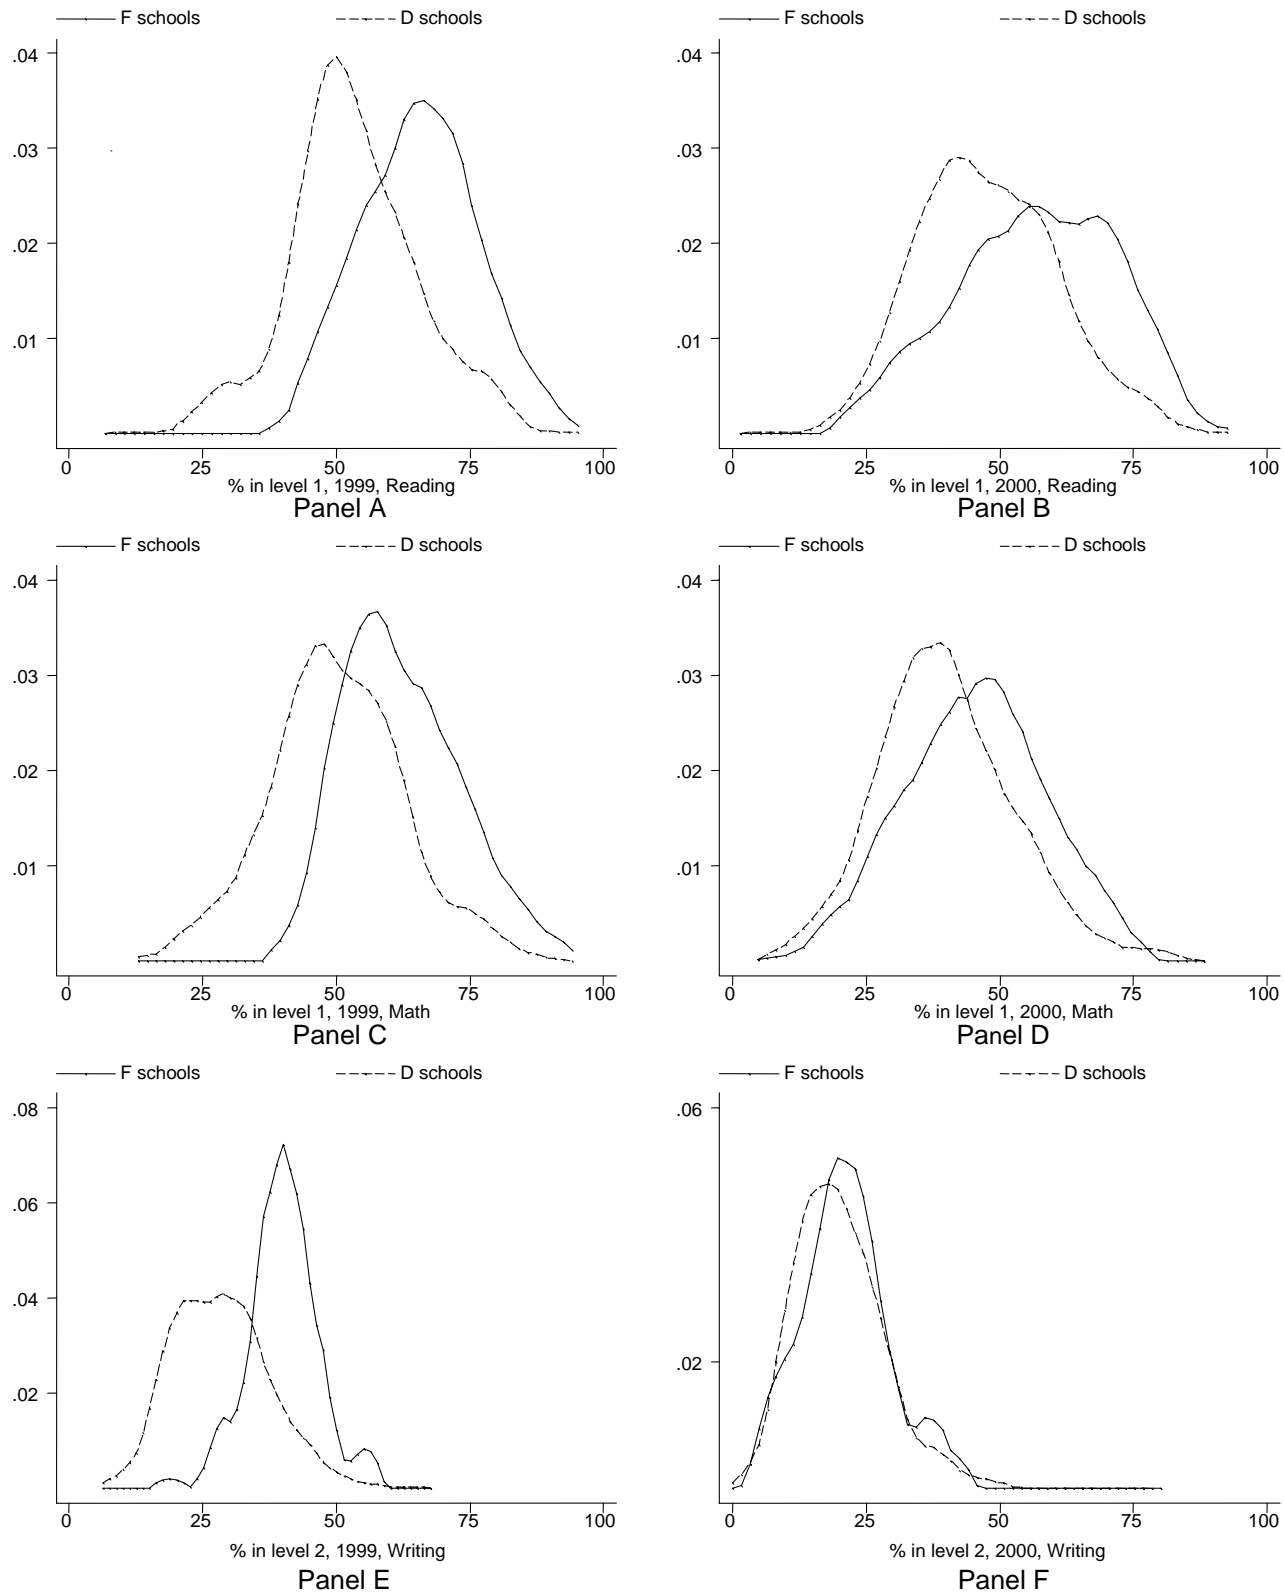 F schools D schools F schools D schools
.04 .04
.03 .03
.02 .02
.01 .01
0 25 50 75 100 0 25 50 75 100
% in level 1, 1999, Reading % in level 1, 2000, Reading
Panel A Panel B
F schools D schools F schools D schools
.04 .04
.03 .03
.02 .02
.01 .01
0 25 50 75 100 0 25 50 75 100
% in level 1, 1999, Math % in level 1, 2000, Math
Panel C Panel D
F schools D schools F schools D schools
.08 .06
.06
.04
.02 .02
0 25 50 75 100 0 25 50 75 100
% in level 2, 1999, Writing % in level 2, 2000, Writing
Panel E Panel F